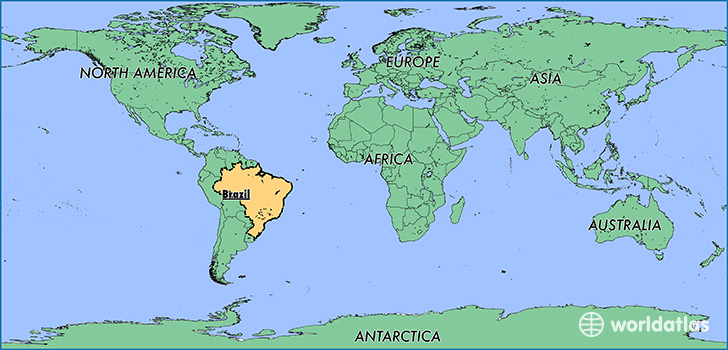 EUROPE
NORTH AMERICA
ASIA
AFRICA
Brazil
AUSTRALIA
worldatlas
ANTARCTICA